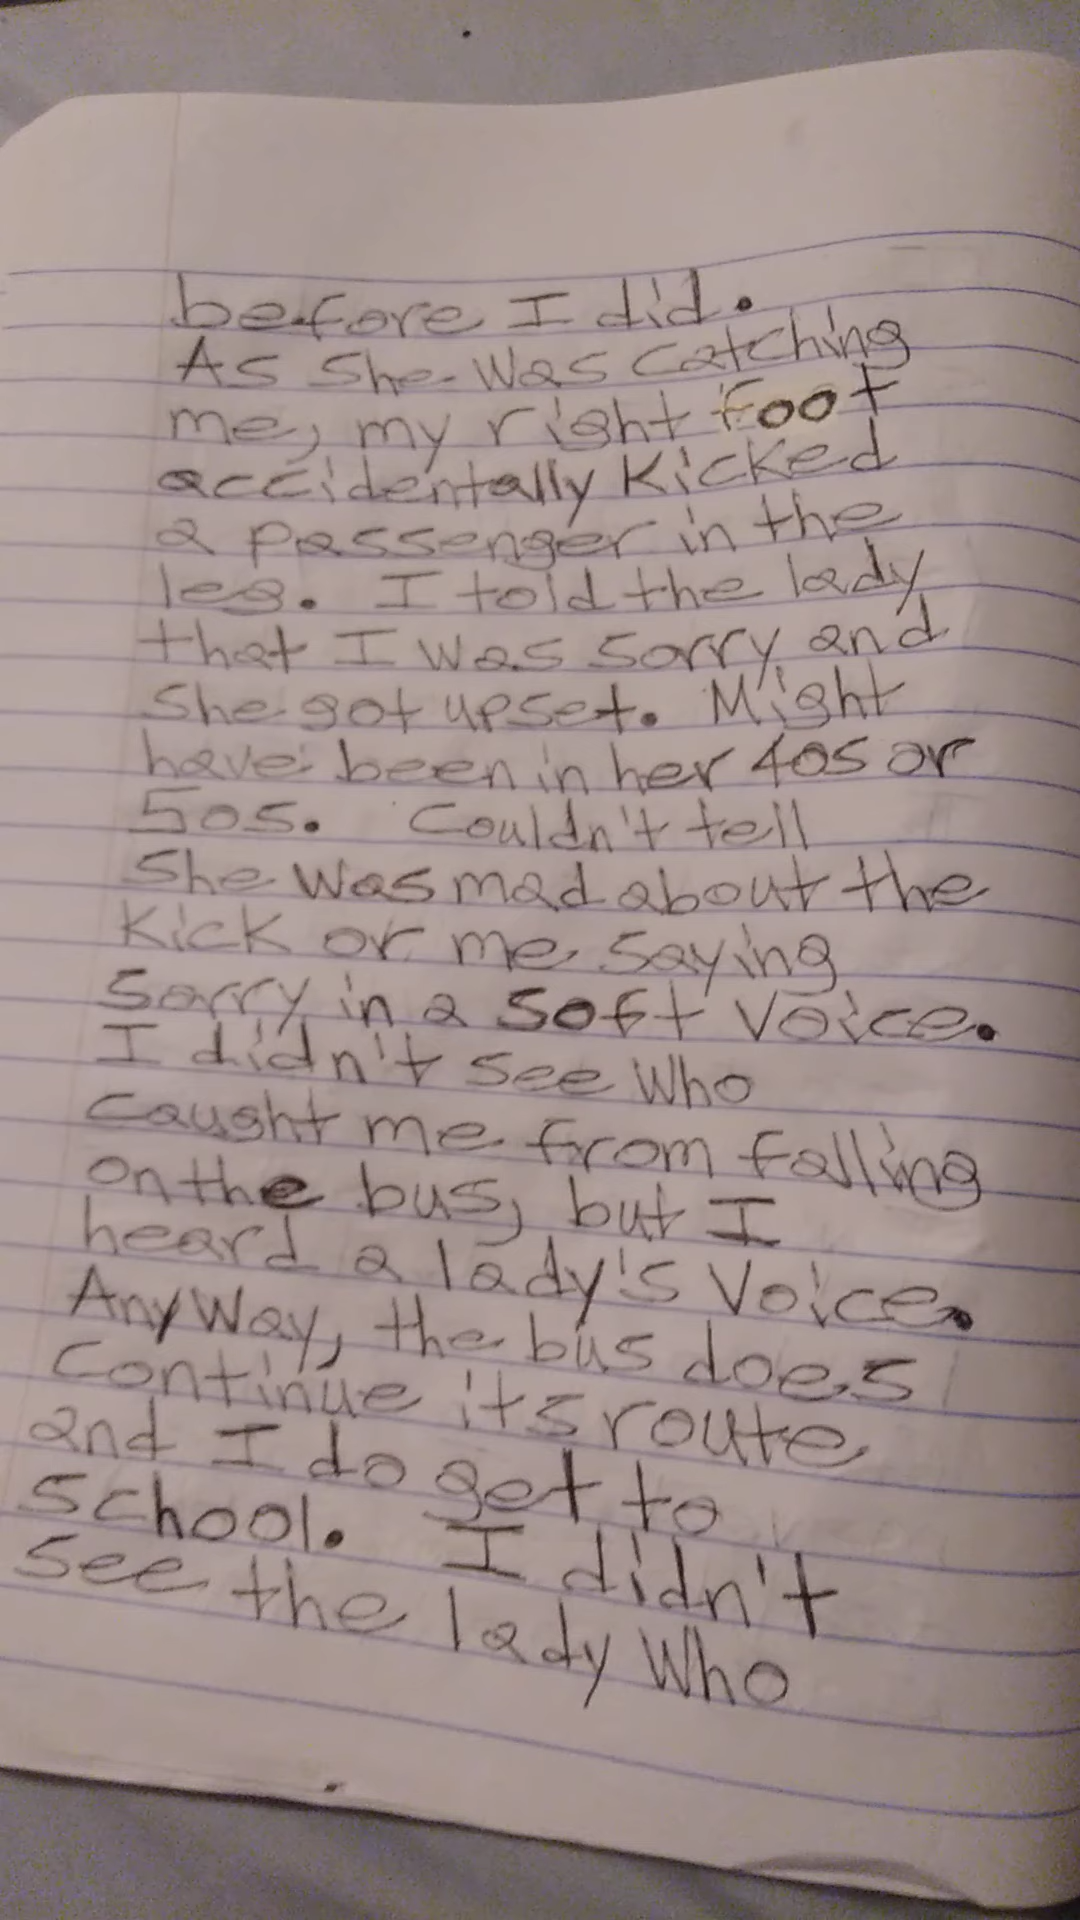 before I did.
As she was catching
me, my right foot
accidentally kicked
a passenger in the
leg. I told the lady
that I was sorry and
she got upset. Might
have been in her 40s or
50s. Couldn't tell
she was mad about the
kick or me saying
sorry in a soft voice.
I didn't see who
caught me from falling
on the bus, but I
heard a lady's voice.
Anyway, the bus does
continue its route
and I do get to
school. I didn't
see the lady who